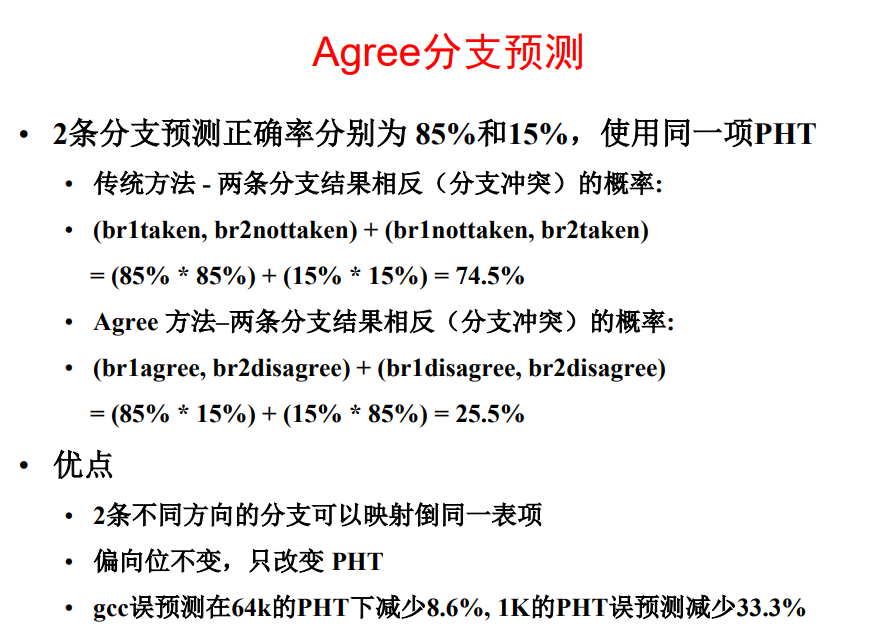 Agree分支预测
• 2条分支预测正确率分别为 85%和15%，使用同一项PHT
• 传统方法 - 两条分支结果相反（分支冲突）的概率:
• (br1taken, br2nottaken) + (br1nottaken, br2taken)
= (85% * 85%) + (15% * 15%) = 74.5%
• Agree 方法–两条分支结果相反（分支冲突）的概率:
• (br1agree, br2disagree) + (br1disagree, br2disagree)
= (85% * 15%) + (15% * 85%) = 25.5%
• 优点
• 2条不同方向的分支可以映射倒同一表项
• 偏向位不变，只改变 PHT
• gcc误预测在64k的PHT下减少8.6%, 1K的PHT误预测减少33.3%